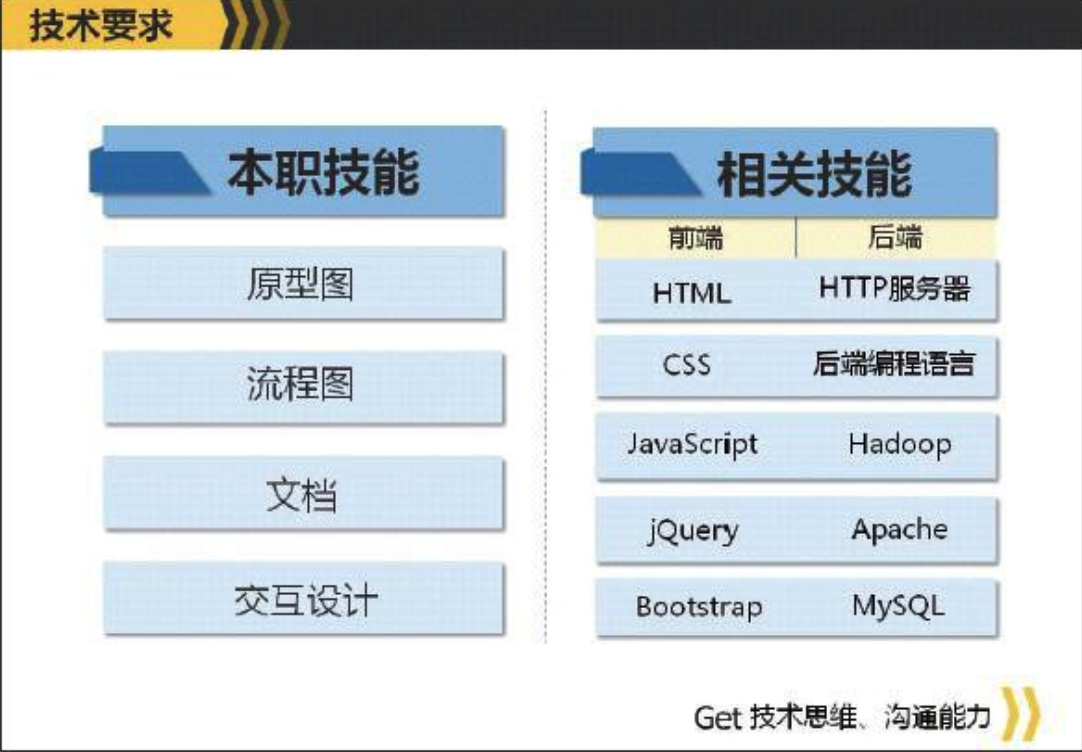 技术要求
本职技能
原型图
流程图
文档
交互设计
相关技能
前端 后端
HTML HTTP服务器
CSS 后端编程语言
JavaScript Hadoop
jQuery Apache
Bootstrap MySQL
Get 技术思维、沟通能力